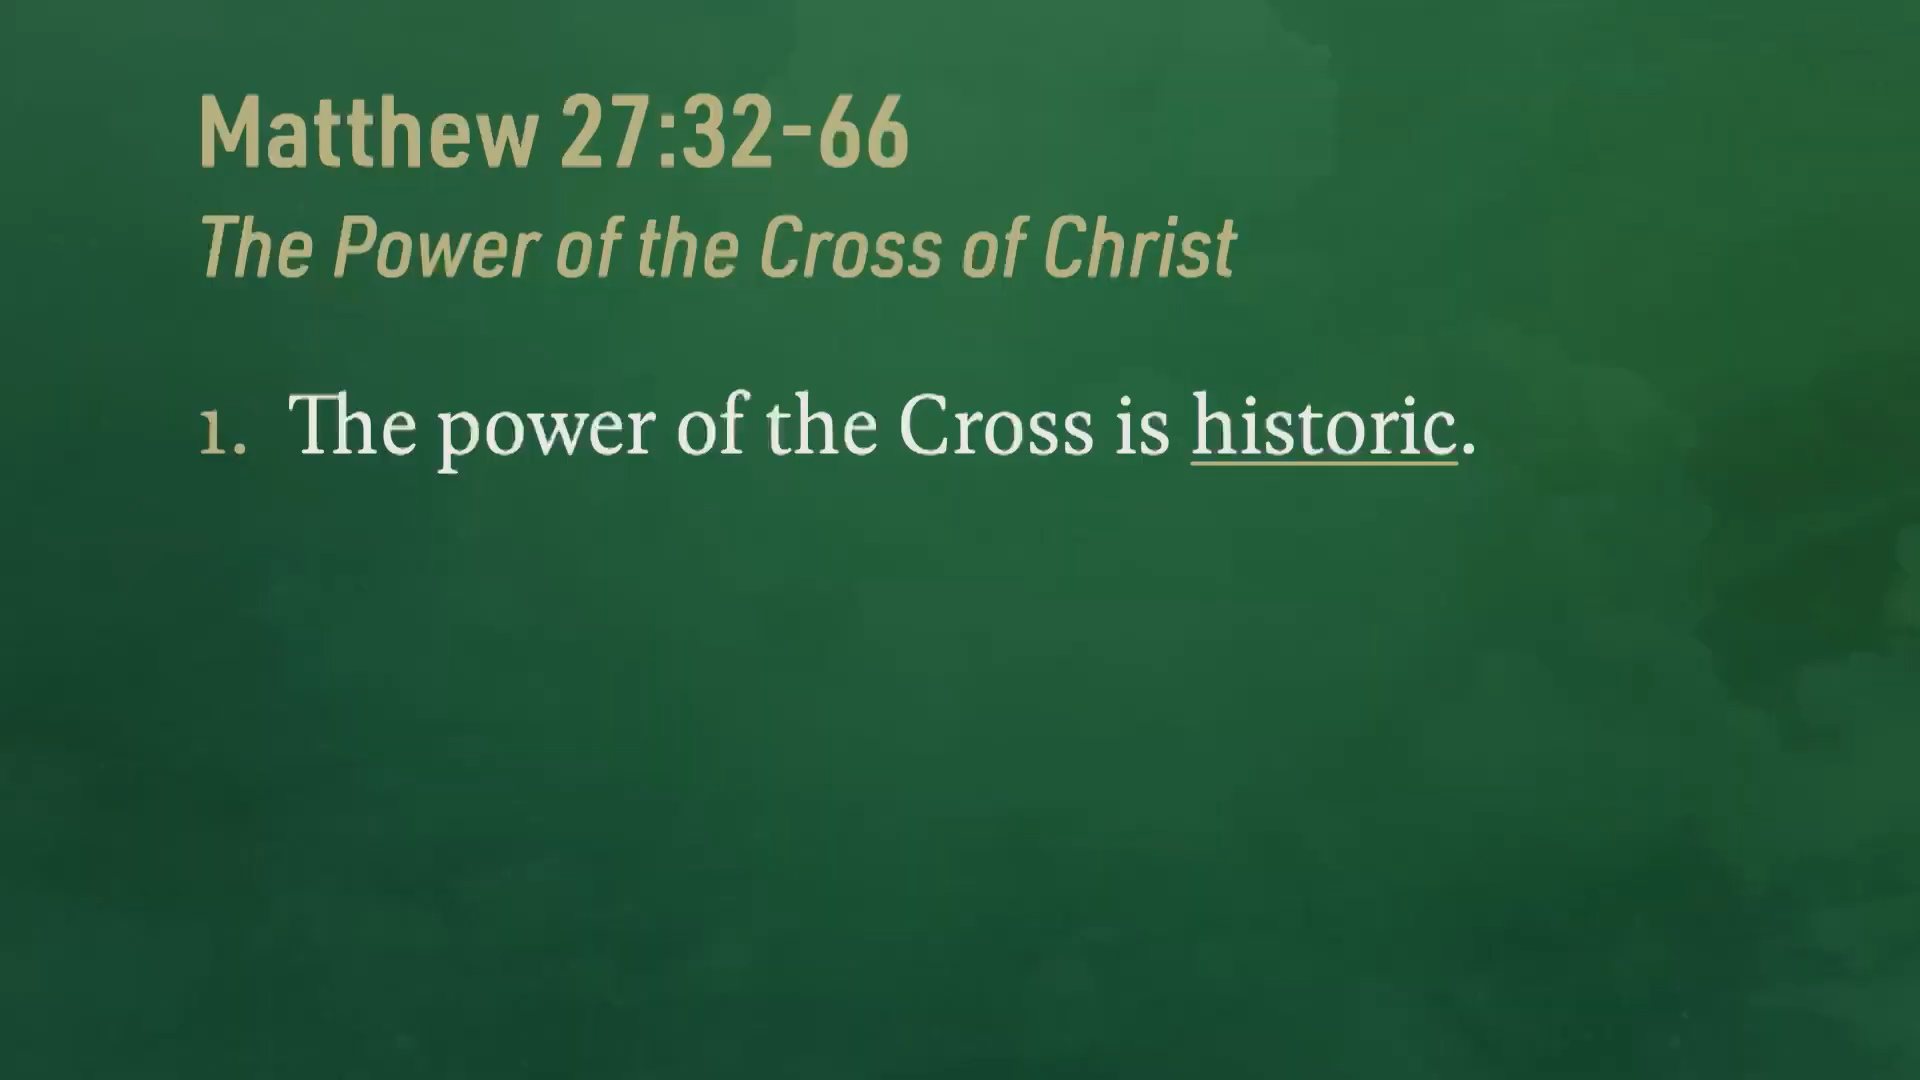 Matthew 27:32-66
The Power of the Cross of Christ
1. The power of the Cross is historic.